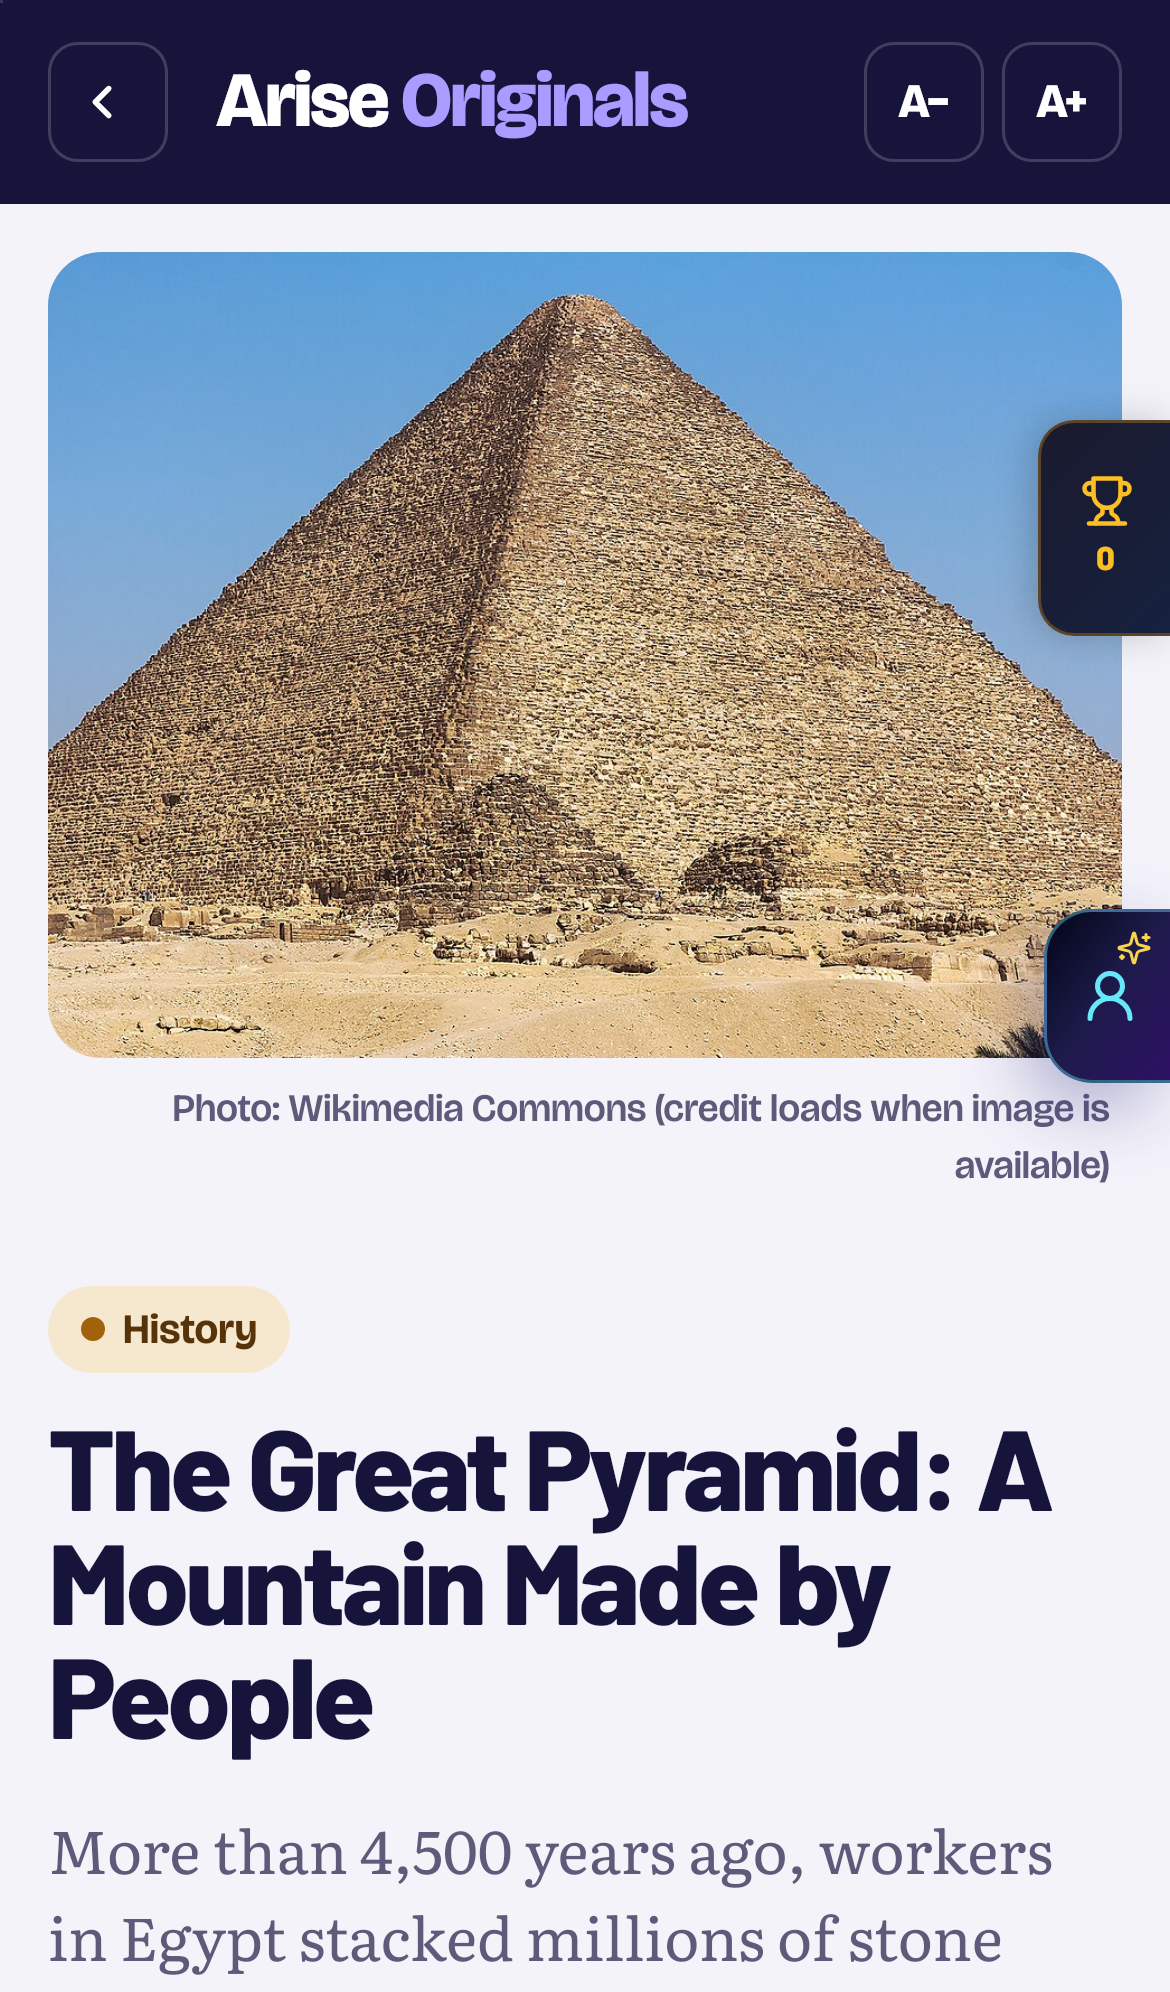 Arise Originals
A-
A+
0
Photo: Wikimedia Commons (credit loads when image is
available)
History
The Great Pyramid: A
Mountain Made by
People
More than 4,500 years ago, workers
in Egypt stacked millions of stone